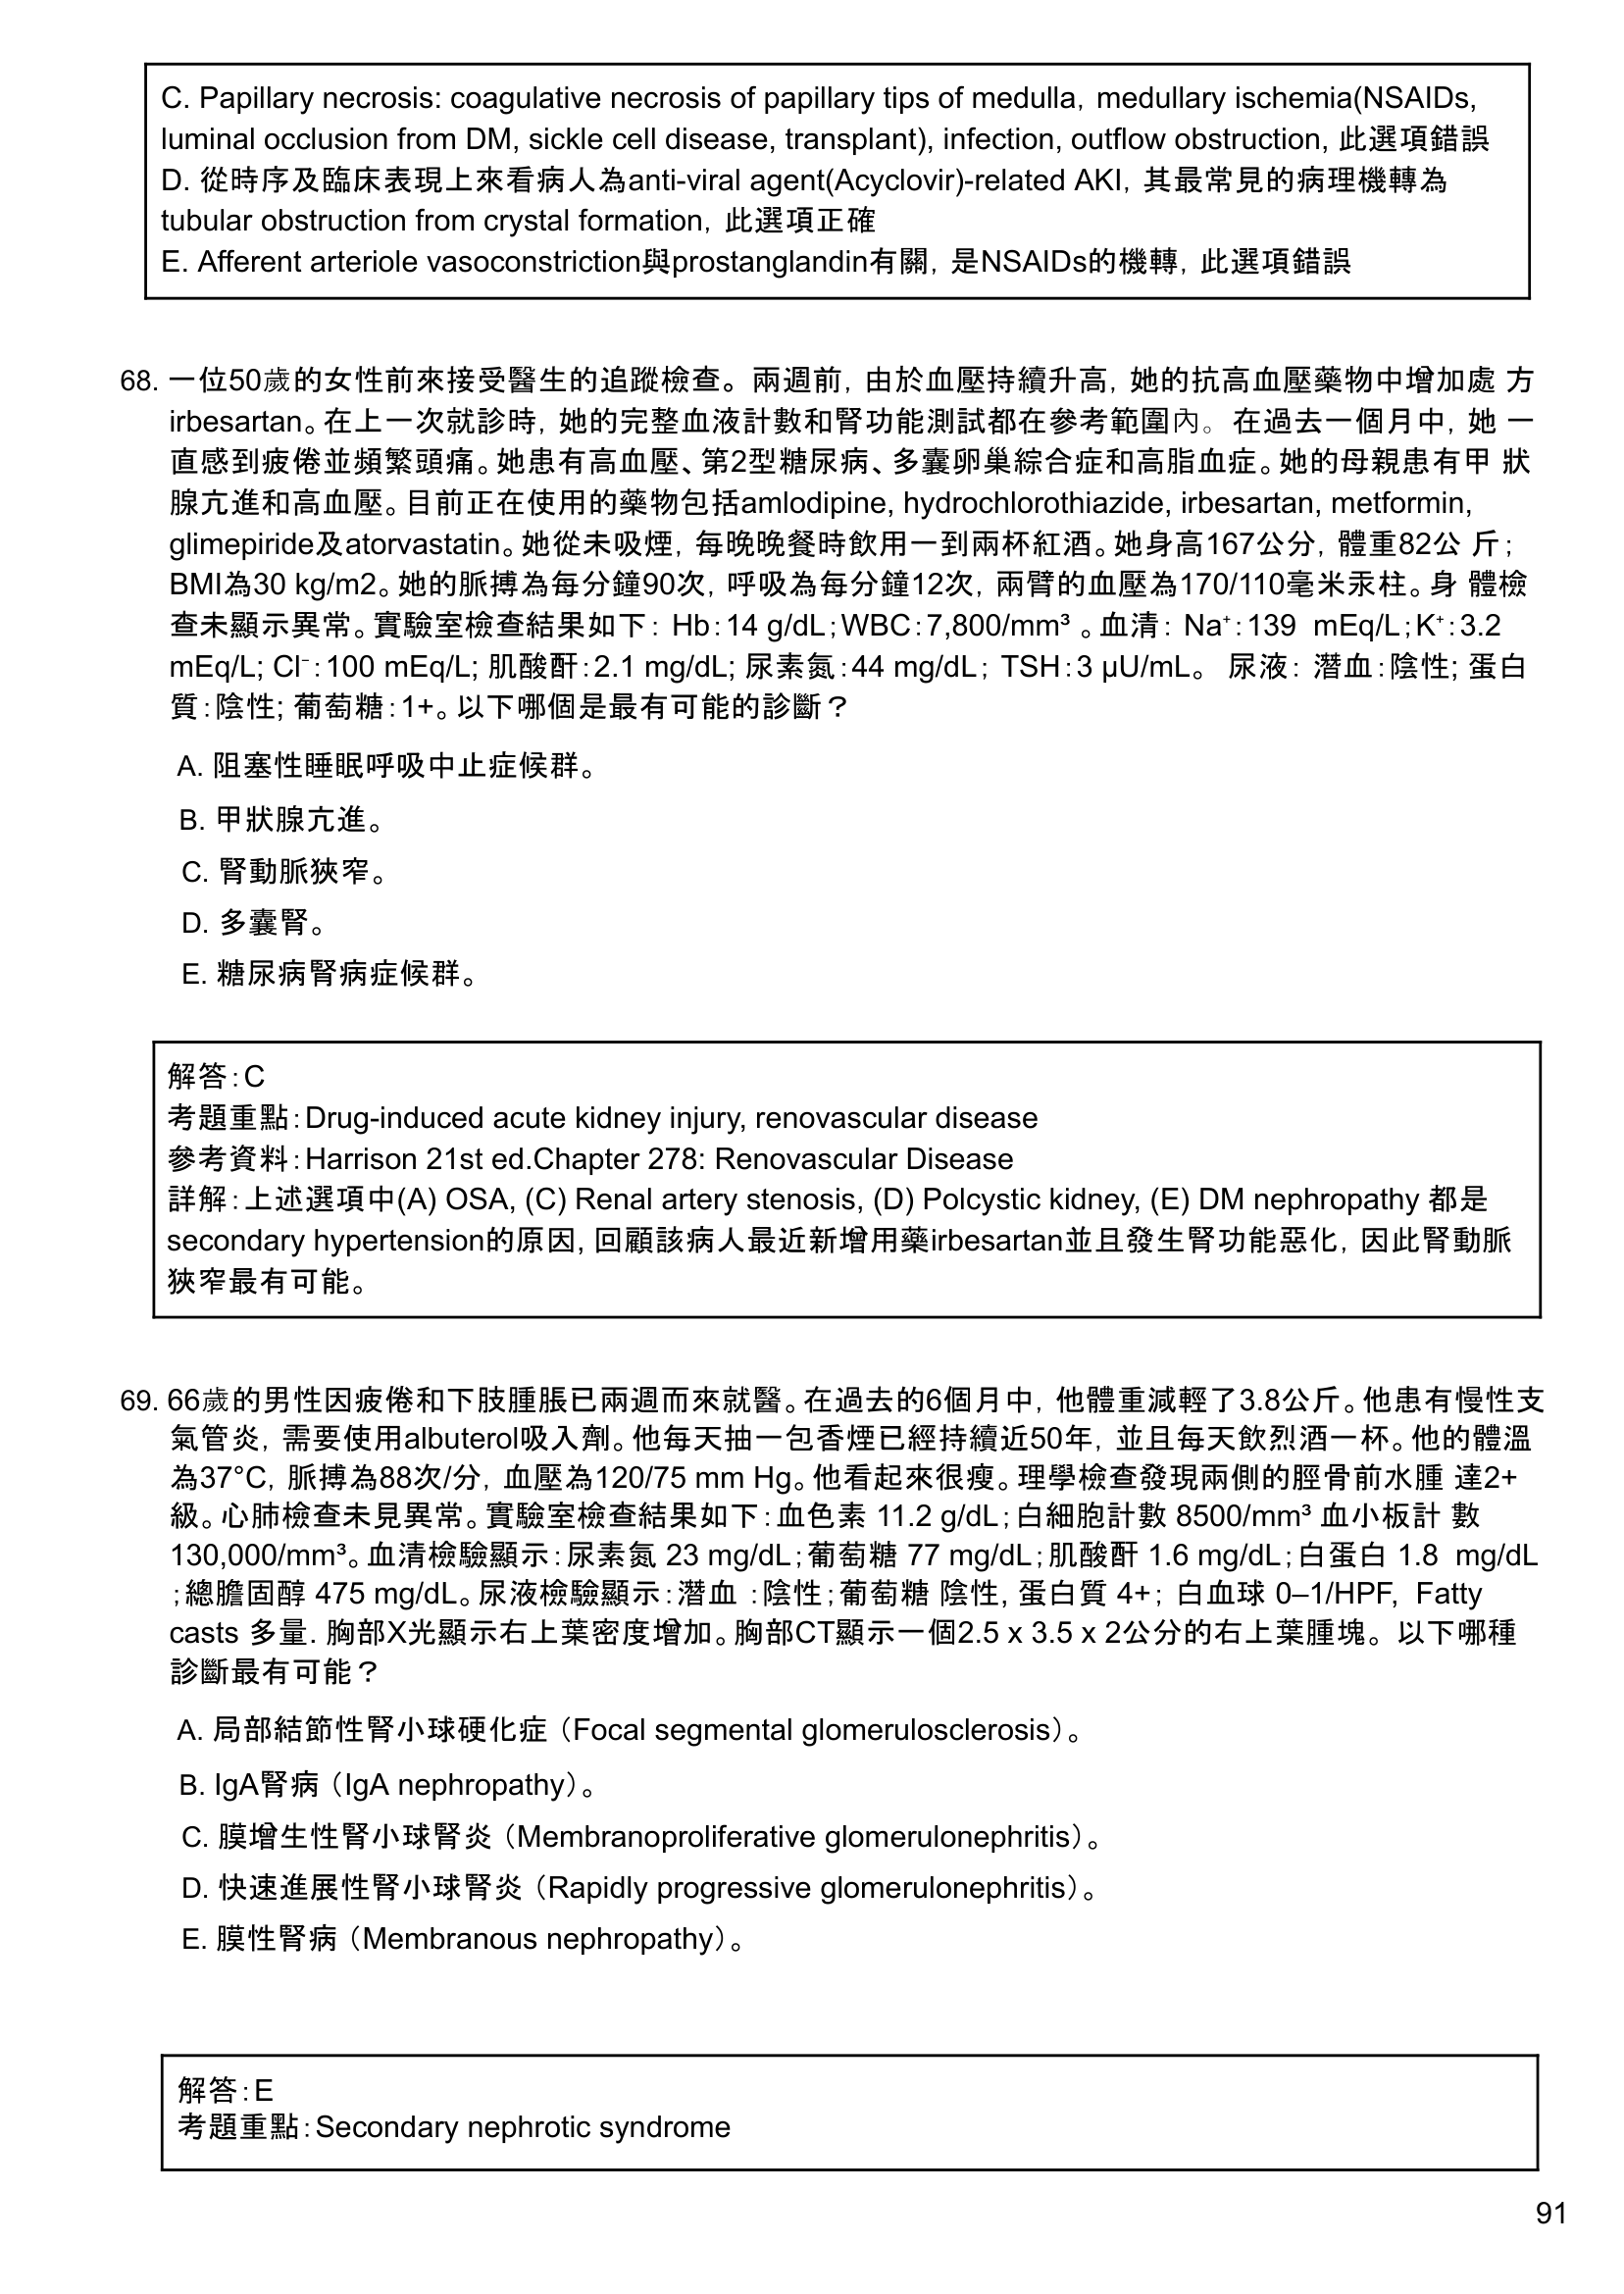 C. Papillary necrosis: coagulative necrosis of papillary tips of medulla, medullary ischemia(NSAIDs,
luminal occlusion from DM, sickle cell disease, transplant), infection, outflow obstruction, 此選項錯誤
D. 從時序及臨床表現上來看病人為anti-viral agent(Acyclovir)-related AKI, 其最常見的病理機轉為
tubular obstruction from crystal formation, 此選項正確
E. Afferent arteriole vasoconstriction與prostanglandin有關, 是NSAIDs的機轉, 此選項錯誤
68. 一位50歲的女性前來接受醫生的追蹤檢查。兩週前, 由於血壓持續升高, 她的抗高血壓藥物中增加處 方
irbesartan。在上一次就診時, 她的完整血液計數和腎功能測試都在參考範圍內。 在過去一個月中, 她 一
直感到疲倦並頻繁頭痛。她患有高血壓、第2型糖尿病、多囊卵巢綜合症和高脂血症。她的母親患有甲 狀
腺亢進和高血壓。目前正在使用的藥物包括amlodipine, hydrochlorothiazide, irbesartan, metformin,
glimepiride及atorvastatin。她從未吸煙, 每晚晚餐時飲用一到兩杯紅酒。她身高167公分, 體重82公 斤;
BMI為30 kg/m2。她的脈搏為每分鐘90次, 呼吸為每分鐘12次, 兩臂的血壓為170/110毫米汞柱。身 體檢
查未顯示異常。實驗室檢查結果如下: Hb:14 g/dL;WBC:7,800/mm³ 。血清: Na⁺:139 mEq/L;K⁺:3.2
mEq/L; Cl⁻:100 mEq/L; 肌酸酐:2.1 mg/dL; 尿素氮:44 mg/dL; TSH:3 μU/mL。 尿液: 潛血:陰性; 蛋白
質:陰性; 葡萄糖:1+。以下哪個是最有可能的診斷?
A. 阻塞性睡眠呼吸中止症候群。
B. 甲狀腺亢進。
C. 腎動脈狹窄。
D. 多囊腎。
E. 糖尿病腎病症候群。
解答:C
考題重點:Drug-induced acute kidney injury, renovascular disease
參考資料:Harrison 21st ed.Chapter 278: Renovascular Disease
詳解:上述選項中(A) OSA, (C) Renal artery stenosis, (D) Polcystic kidney, (E) DM nephropathy 都是
secondary hypertension的原因, 回顧該病人最近新增用藥irbesartan並且發生腎功能惡化, 因此腎動脈
狹窄最有可能。
69. 66歲的男性因疲倦和下肢腫脹已兩週而來就醫。在過去的6個月中, 他體重減輕了3.8公斤。他患有慢性支
氣管炎, 需要使用albuterol吸入劑。他每天抽一包香煙已經持續近50年, 並且每天飲烈酒一杯。他的體溫
為37°C, 脈搏為88次/分, 血壓為120/75 mm Hg。他看起來很瘦。理學檢查發現兩側的脛骨前水腫 達2+
級。心肺檢查未見異常。實驗室檢查結果如下:血色素 11.2 g/dL;白細胞計數 8500/mm³ 血小板計 數
130,000/mm³。血清檢驗顯示:尿素氮 23 mg/dL;葡萄糖 77 mg/dL;肌酸酐 1.6 mg/dL;白蛋白 1.8 mg/dL
;總膽固醇 475 mg/dL。尿液檢驗顯示:潛血 :陰性;葡萄糖 陰性, 蛋白質 4+; 白血球 0–1/HPF, Fatty
casts 多量. 胸部X光顯示右上葉密度增加。胸部CT顯示一個2.5 x 3.5 x 2公分的右上葉腫塊。以下哪種
診斷最有可能?
A. 局部結節性腎小球硬化症 (Focal segmental glomerulosclerosis)。
B. IgA腎病 (IgA nephropathy)。
C. 膜增生性腎小球腎炎 (Membranoproliferative glomerulonephritis)。
D. 快速進展性腎小球腎炎 (Rapidly progressive glomerulonephritis)。
E. 膜性腎病 (Membranous nephropathy)。
解答:E
考題重點:Secondary nephrotic syndrome
91